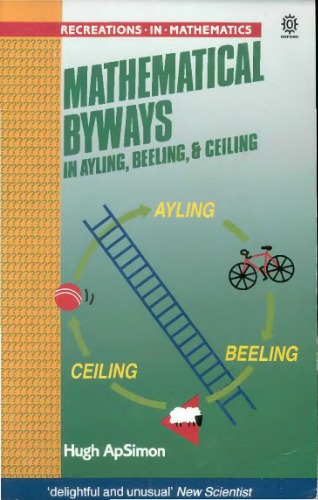 RECREATIONS·IN·MATHEMATICS
OXFORD
MATHEMATICAL
BYWAYS
IN AYLING, BEELING, & CEILING
AYLING
BEELING
CEILING
Hugh ApSimon
'delightful and unusual' New Scientist